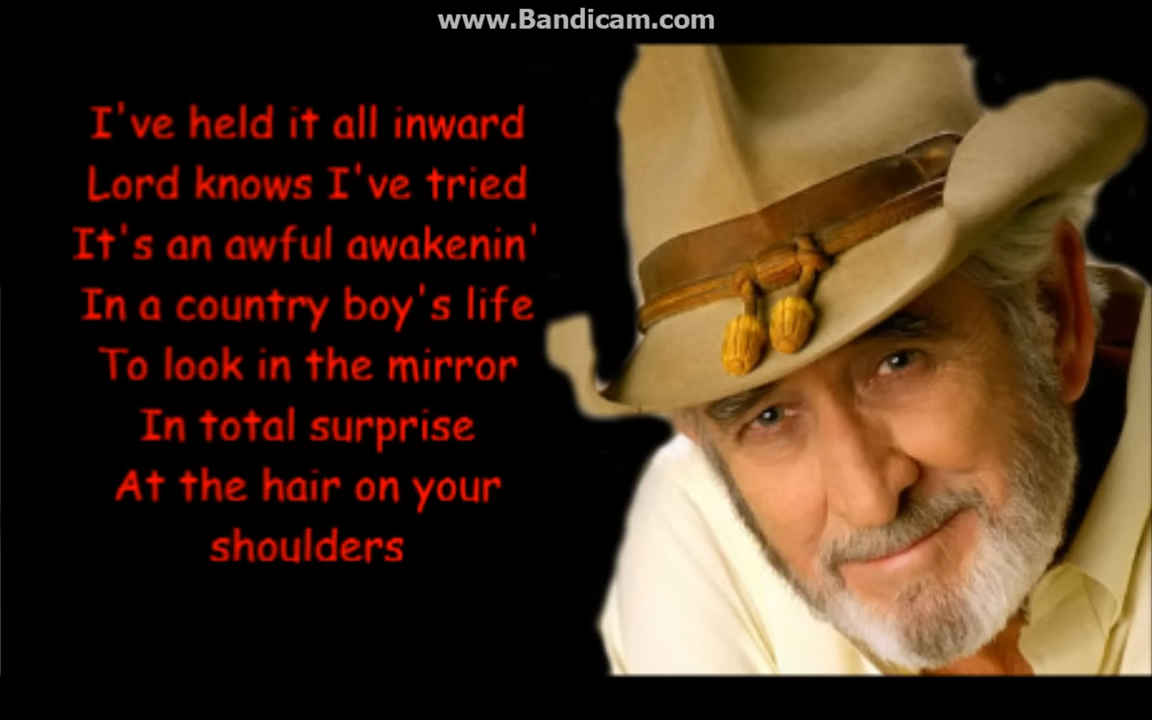 www.Bandicam.com
I've held it all inward
Lord knows I've tried
It's an awful awakenin'
In a country boy's life
To look in the mirror
In total surprise
At the hair on your
shoulders